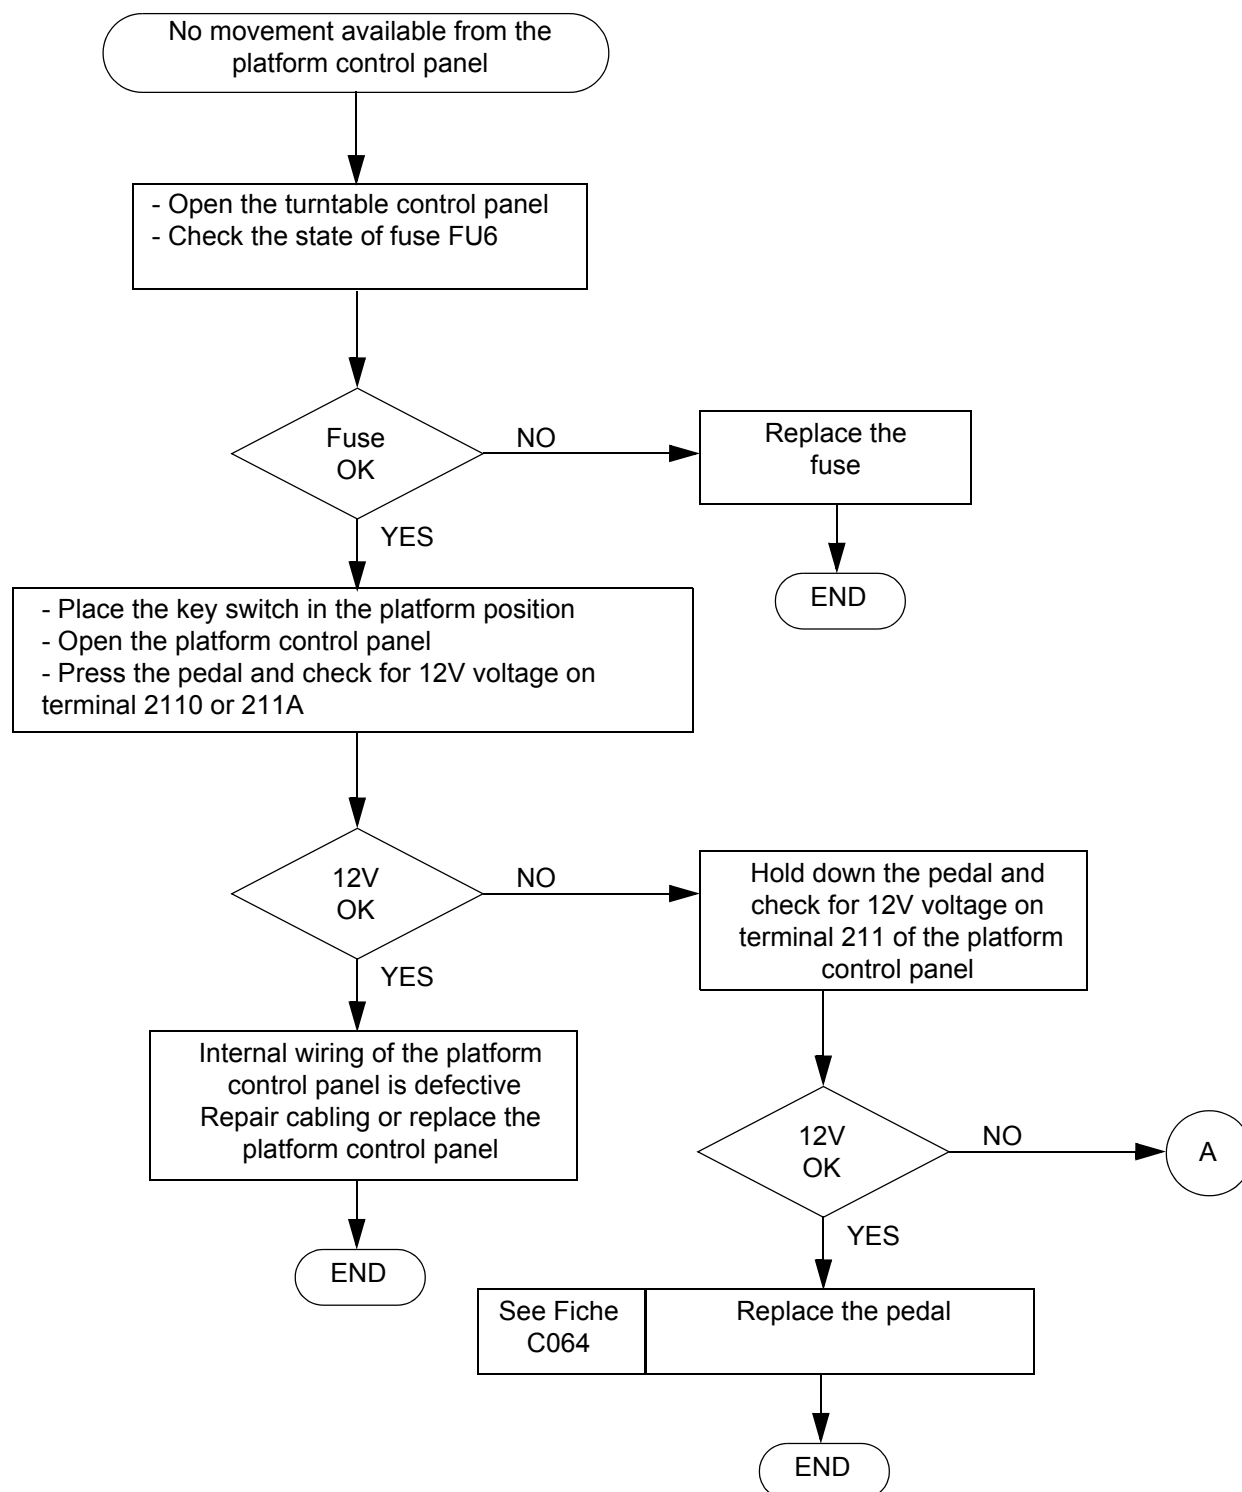 No movement available from the
platform control panel
- Open the turntable control panel
- Check the state of fuse FU6
Fuse
OK
NO
Replace the
fuse
YES
END
- Place the key switch in the platform position
- Open the platform control panel
- Press the pedal and check for 12V voltage on
terminal 2110 or 211A
12V
OK
NO
Hold down the pedal and
check for 12V voltage on
terminal 211 of the platform
control panel
YES
Internal wiring of the platform
control panel is defective
Repair cabling or replace the
platform control panel
12V
OK
NO
A
YES
END
See Fiche
C064
Replace the pedal
END